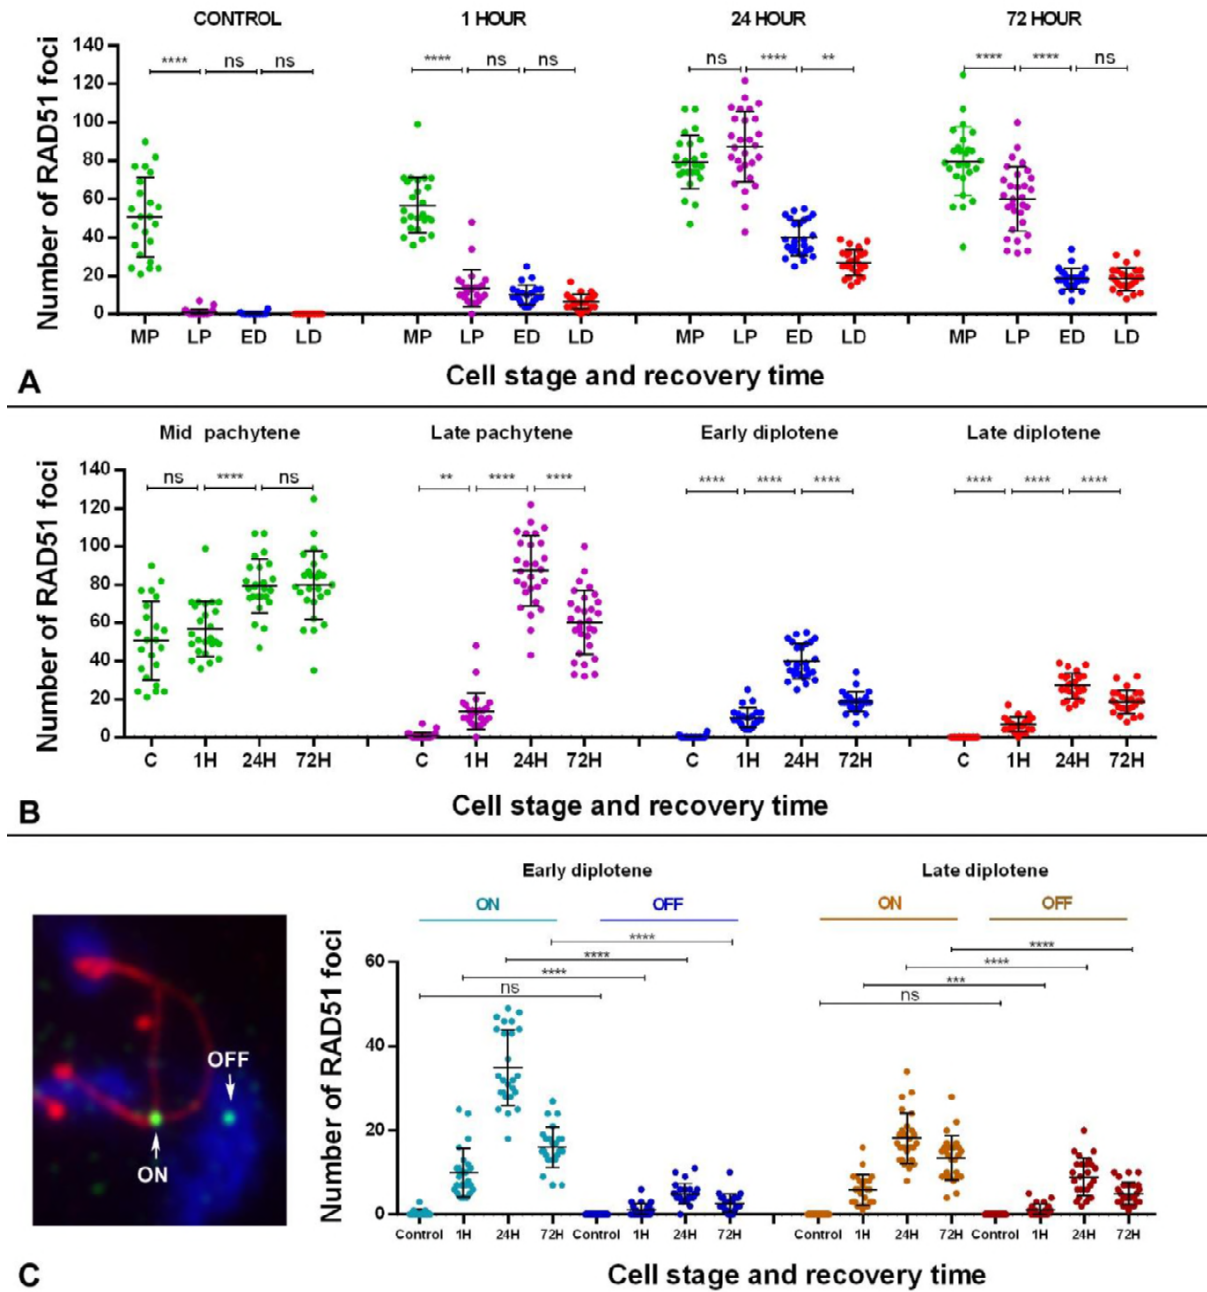 CONTROL 1 HOUR 24 HOUR 72 HOUR
**** ns ns **** ns ns ns **** ** **** **** ns
Number of RAD51 foci
140
120
100
80
60
40
20
0
MP LP ED LD MP LP ED LD MP LP ED LD MP LP ED LD
A
Cell stage and recovery time
Mid pachytene Late pachytene Early diplotene Late diplotene
ns **** ns ** **** **** **** **** **** **** **** ****
Number of RAD51 foci
140
120
100
80
60
40
20
0
C 1H 24H 72H C 1H 24H 72H C 1H 24H 72H C 1H 24H 72H
B
Cell stage and recovery time
OFF
ON
Early diplotene Late diplotene
ON OFF ON OFF
**** ****
**** ****
**** ***
ns ns
Number of RAD51 foci
60
40
20
0
Control 1H 24H 72H Control 1H 24H 72H Control 1H 24H 72H Control 1H 24H 72H
C
Cell stage and recovery time